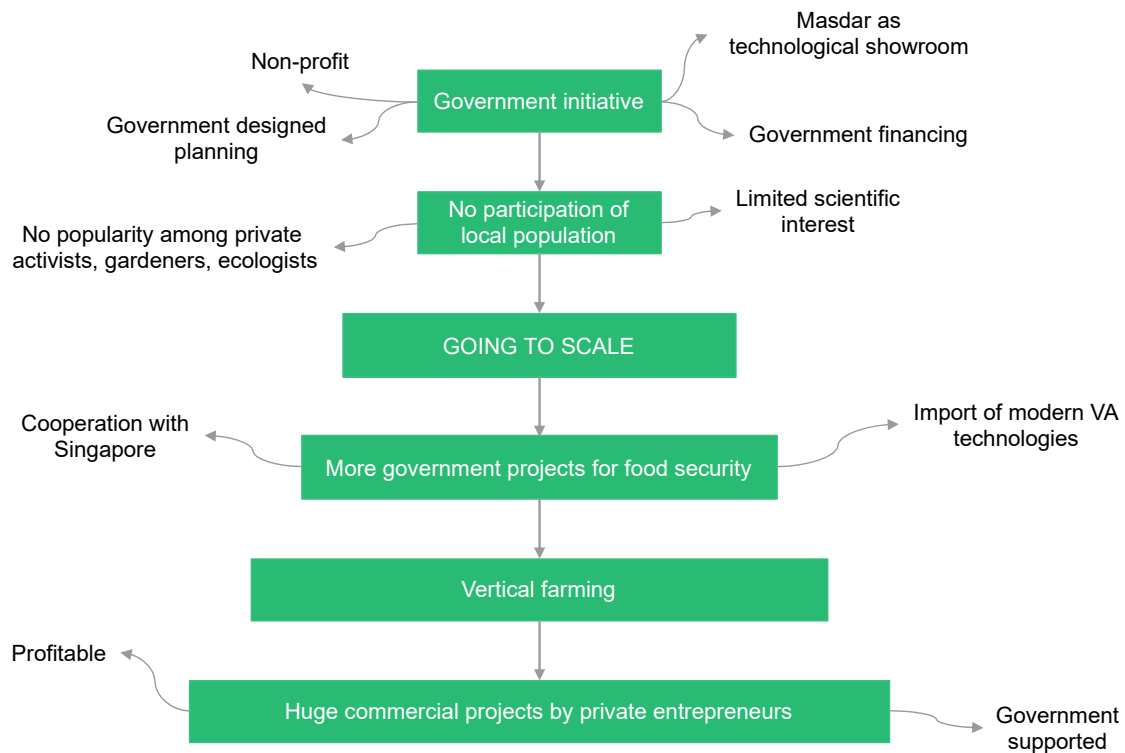 Masdar as
technological showroom
Non-profit
Government initiative
Government designed
planning
Government financing
No participation of
local population
Limited scientific
interest
No popularity among private
activists, gardeners, ecologists
GOING TO SCALE
Cooperation with
Singapore
Import of modern VA
technologies
More government projects for food security
Vertical farming
Profitable
Huge commercial projects by private entrepreneurs
Government
supported